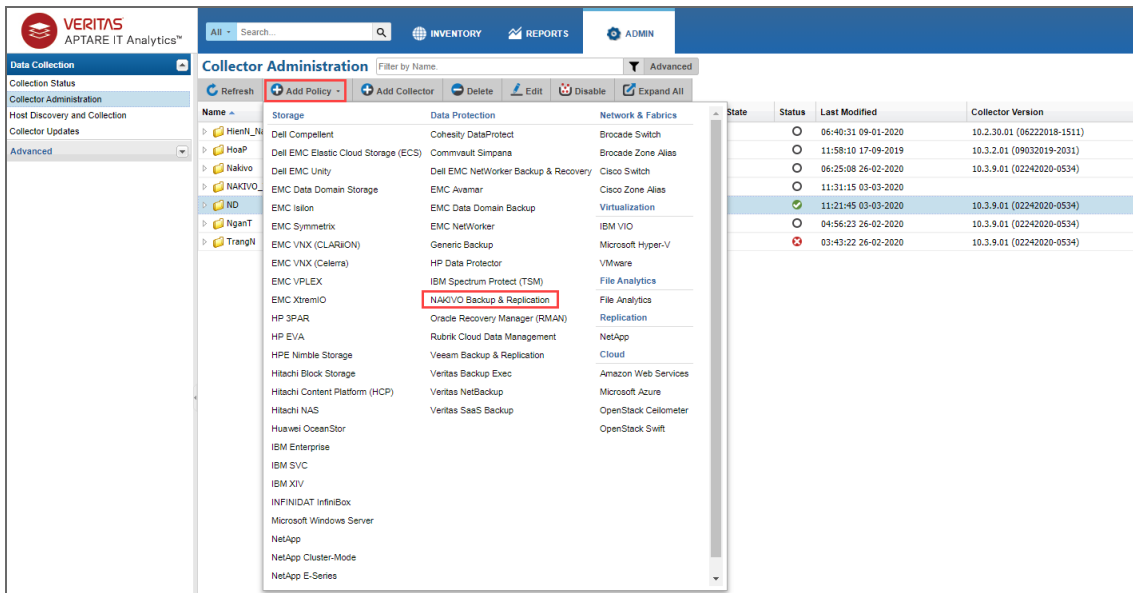 VERITAS
APTARE IT Analytics™
All Search...
INVENTORY
REPORTS
ADMIN
Data Collection
Collection Status
Collector Administration
Host Discovery and Collection
Collector Updates
Advanced
Collector Administration
Filter by Name.
Advanced
Refresh Add Policy Add Collector Delete Edit Disable Expand All
Name State Status Last Modified Collector Version
HienN_Na 06:40:31 09-01-2020 10.2.30.01 (06222018-1511)
HoaP 11:58:10 17-09-2019 10.3.2.01 (09032019-2031)
Nakivo 06:25:08 26-02-2020 10.3.9.01 (02242020-0534)
NAKIVO_ 11:31:15 03-03-2020
ND 11:21:45 03-03-2020 10.3.9.01 (02242020-0534)
NganT 04:56:23 26-02-2020 10.3.9.01 (02242020-0534)
TrangN 03:43:22 26-02-2020 10.3.9.01 (02242020-0534)
Storage
Dell Compellent
Dell EMC Elastic Cloud Storage (ECS)
Dell EMC Unity
EMC Data Domain Storage
EMC Isilon
EMC Symmetrix
EMC VNX (CLARiiON)
EMC VNX (Celerra)
EMC VPLEX
EMC XtremIO
HP 3PAR
HP EVA
HPE Nimble Storage
Hitachi Block Storage
Hitachi Content Platform (HCP)
Hitachi NAS
Huawei OceanStor
IBM Enterprise
IBM SVC
IBM XIV
INFINIDAT InfiniBox
Microsoft Windows Server
NetApp
NetApp Cluster-Mode
NetApp E-Series
Data Protection
Cohesity DataProtect
Commvault Simpana
Dell EMC NetWorker Backup & Recovery
EMC Avamar
EMC Data Domain Backup
EMC NetWorker
Generic Backup
HP Data Protector
IBM Spectrum Protect (TSM)
NAKIVO Backup & Replication
Oracle Recovery Manager (RMAN)
Rubrik Cloud Data Management
Veeam Backup & Replication
Veritas Backup Exec
Veritas NetBackup
Veritas SaaS Backup
Network & Fabrics
Brocade Switch
Brocade Zone Alias
Cisco Switch
Cisco Zone Alias
Virtualization
IBM VIO
Microsoft Hyper-V
VMware
File Analytics
File Analytics
Replication
NetApp
Cloud
Amazon Web Services
Microsoft Azure
OpenStack Ceilometer
OpenStack Swift